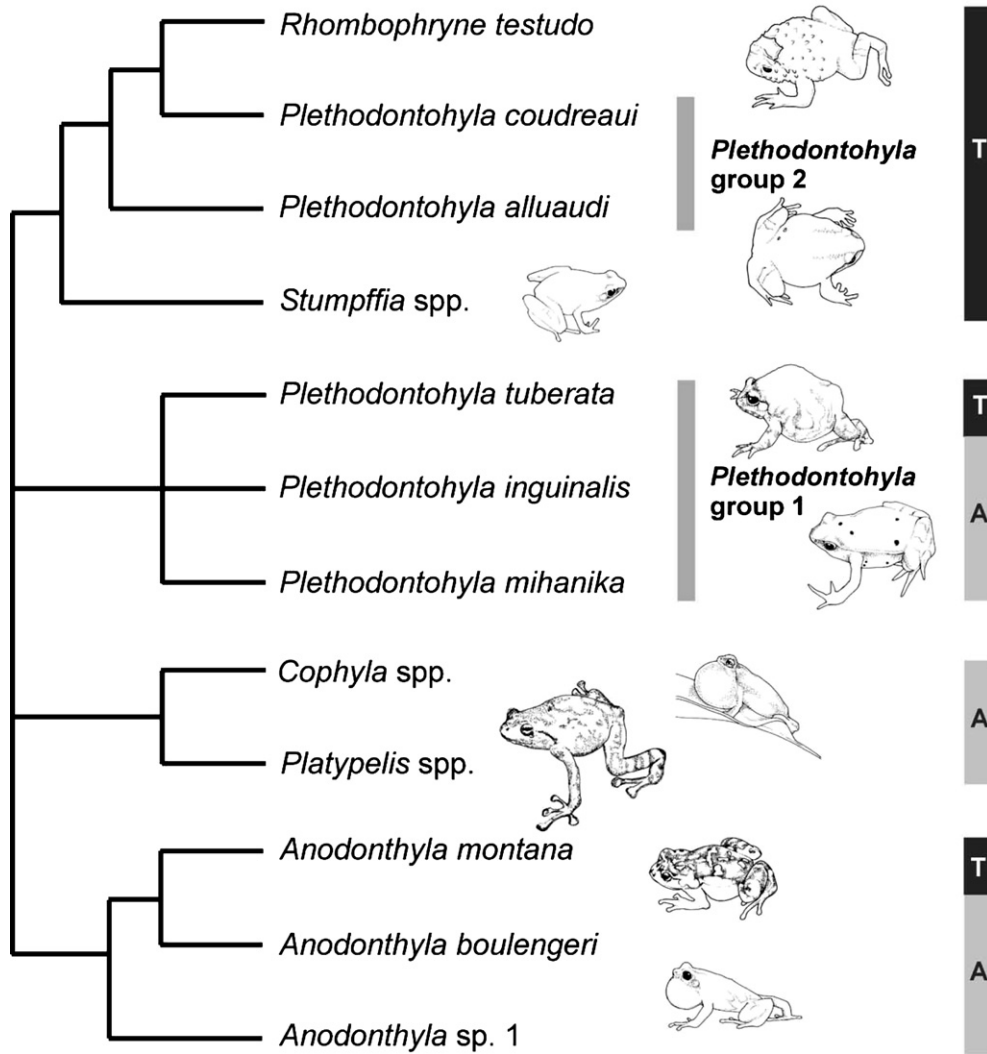 Rhombophryne testudo
Plethodontohyla coudreaui
Plethodontohyla
group 2
T
Plethodontohyla alluaudi
Stumpffia spp.
Plethodontohyla tuberata
T
Plethodontohyla inguinalis
Plethodontohyla
group 1
A
Plethodontohyla mihanika
Cophyla spp.
A
Platypelis spp.
Anodonthyla montana
T
Anodonthyla boulengeri
A
Anodonthyla sp. 1